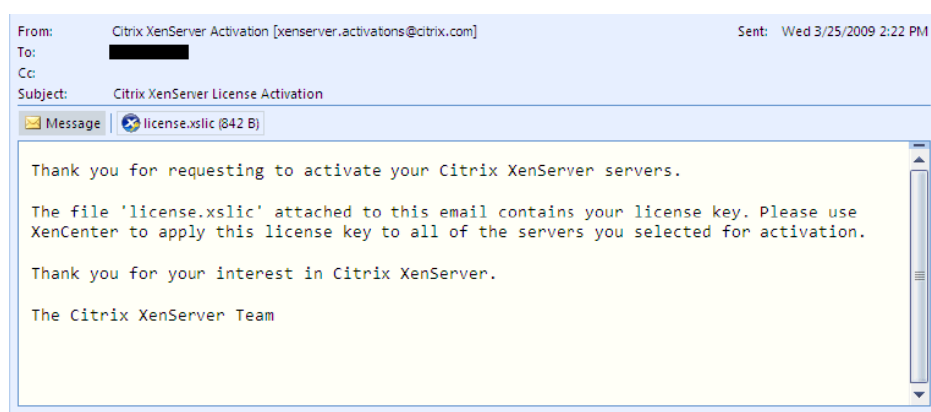 From: Citrix XenServer Activation [xenserver.activations@citrix.com] Sent: Wed 3/25/2009 2:22 PM
To:
Cc:
Subject: Citrix XenServer License Activation
Message license.xslic (842 B)
Thank you for requesting to activate your Citrix XenServer servers.
The file 'license.xslic' attached to this email contains your license key. Please use
XenCenter to apply this license key to all of the servers you selected for activation.
Thank you for your interest in Citrix XenServer.
The Citrix XenServer Team